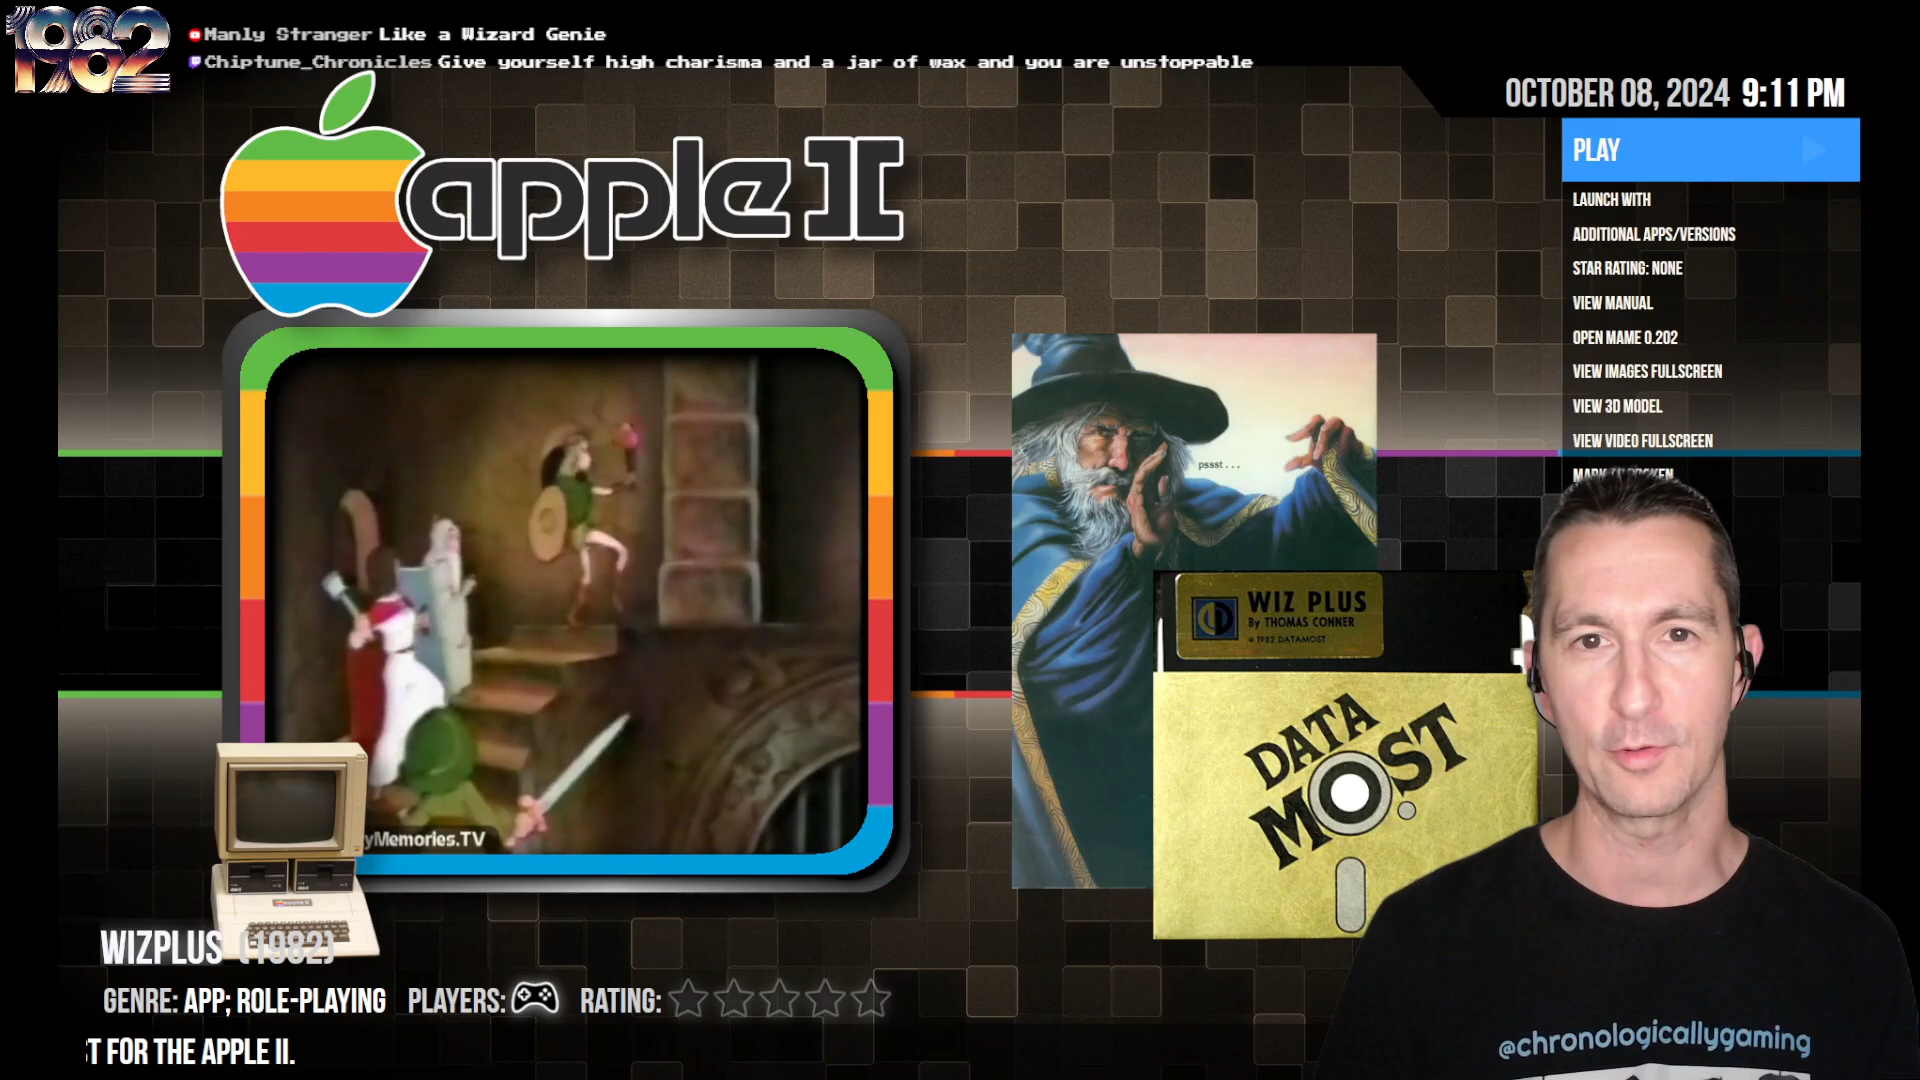 1982
Manly Stranger Like a Wizard Genie
Chiptune_Chronicles Give yourself high charisma and a jar of wax and you are unstoppable
OCTOBER 08, 2024 9:11 PM
apple II
PLAY
LAUNCH WITH
ADDITIONAL APPS/VERSIONS
STAR RATING: NONE
VIEW MANUAL
OPEN MAME 0.202
VIEW IMAGES FULLSCREEN
VIEW 3D MODEL
VIEW VIDEO FULLSCREEN
pssst...
WIZ PLUS
By THOMAS CONNER
© 1982 DATAMOST
DATA
MOST
yMemories.TV
WIZPLUS (1982)
GENRE: APP; ROLE-PLAYING PLAYERS: RATING:
T FOR THE APPLE II.
@chronologicallygaming